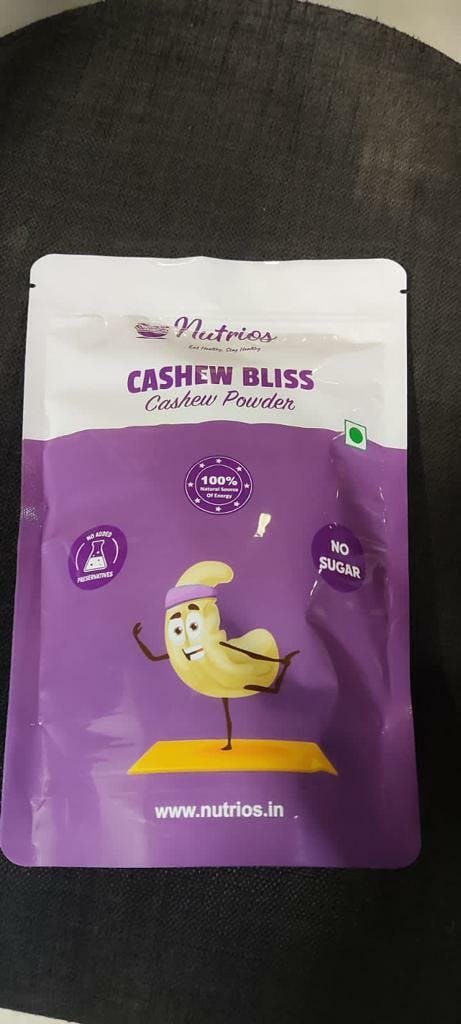 Nutrios
Eat Healthy, Stay Healthy
CASHEW BLISS
Cashew Powder
100%
Natural Source
Of Energy
NO ADDED
PRESERVATIVES
NO
SUGAR
www.nutrios.in